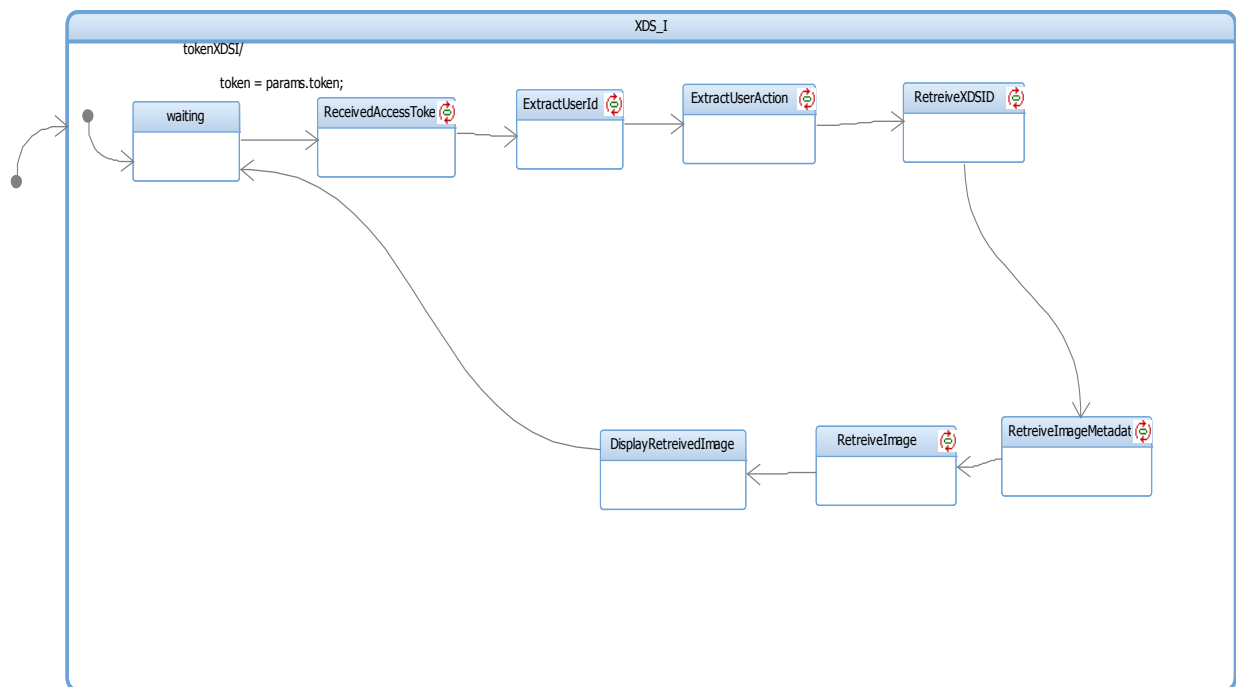 XDS_I
tokenXDSI/
token = params.token;
waiting
ReceivedAccessToke
ExtractUserId
ExtractUserAction
RetreiveXDSID
DisplayRetreivedImage
RetreiveImage
RetreiveImageMetadat